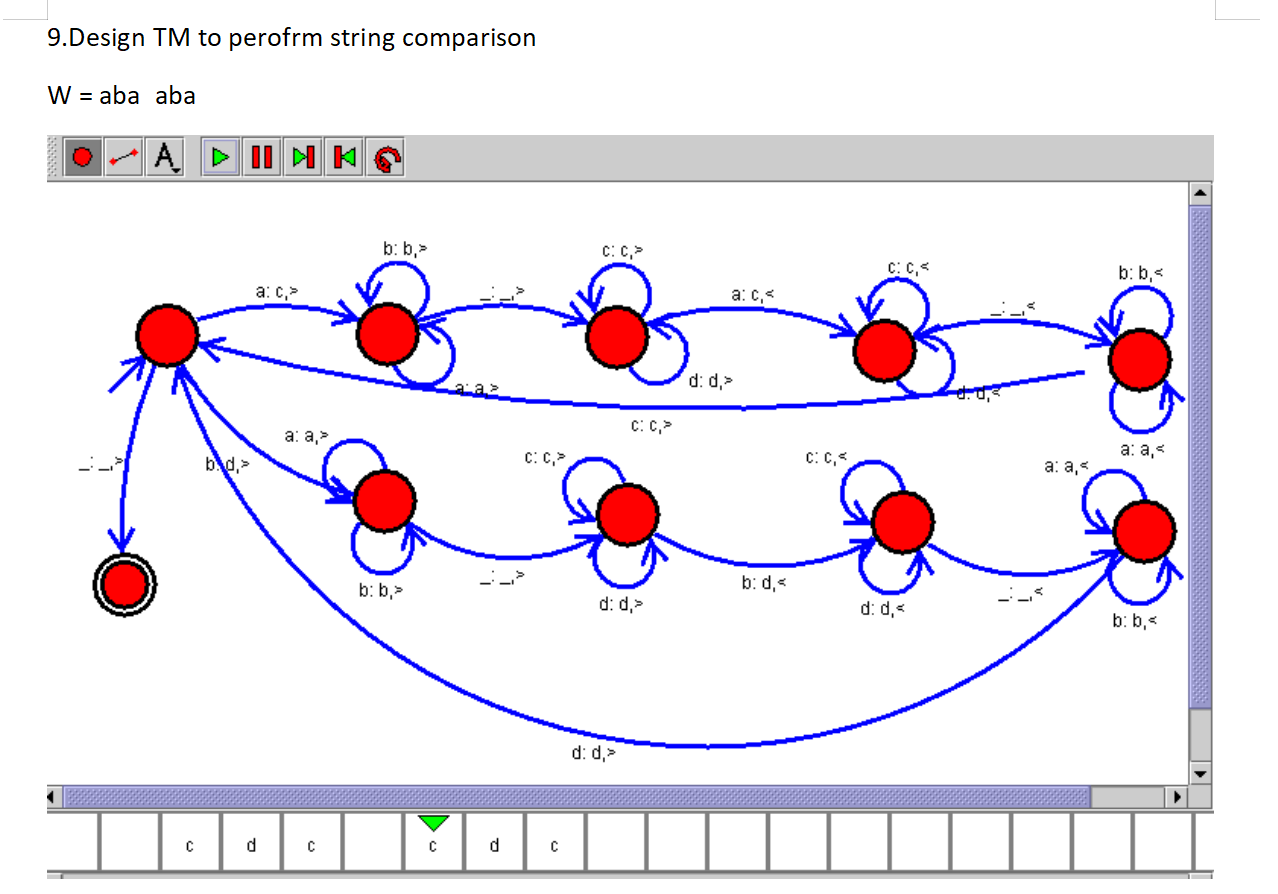 9.Design TM to perofrm string comparison
W = aba aba
A
b: b,>
c: c,>
c: c,<
b: b,<
a: c,>
_: _,>
a: c,<
_: _,<
a: a,>
d: d,>
d: d,<
c: c,>
a: a,<
_: _,>
b: d,>
a: a,>
c: c,>
c: c,<
a: a,<
b: b,>
_: _,>
d: d,>
b: d,<
d: d,<
_: _,<
b: b,<
d: d,>
c d c c d c